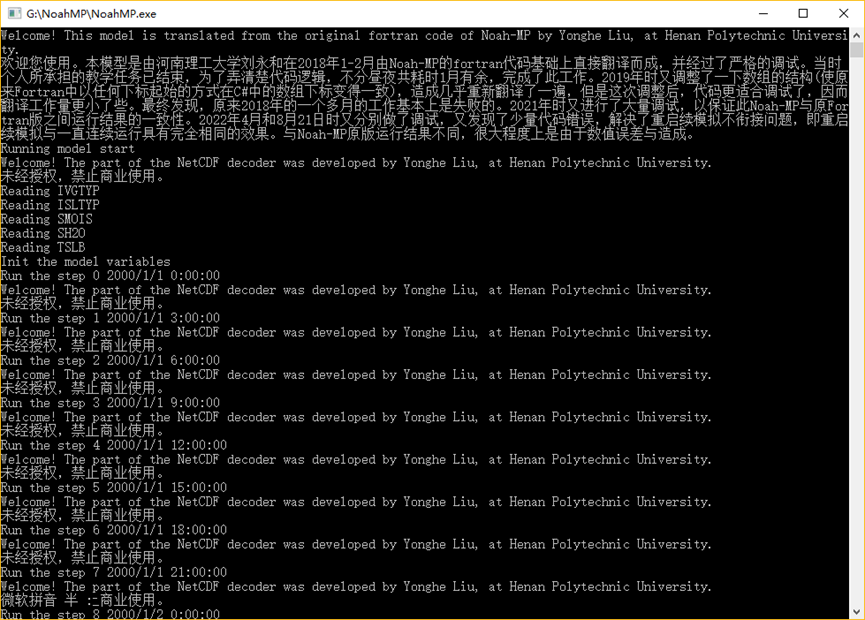 G:\NoahMP\NoahMP.exe
Welcome! This model is translated from the original fortran code of Noah-MP by Yonghe Liu, at Henan Polytechnic Universi
ty.
欢迎您使用。本模型是由河南理工大学刘永和在2018年1-2月由Noah-MP的fortran代码基础上直接翻译而成，并经过了严格的调试。当时
个人所承担的教学任务已结束，为了弄清楚代码逻辑，不分昼夜共耗时1月有余，完成了此工作。2019年时又调整了一下数组的结构(使原
来Fortran中以任何下标起始的方式在C#中的数组下标变得一致)，造成几乎重新翻译了一遍，但是这次调整后，代码更适合调试了，因而
翻译工作量更小了些。最终发现，原来2018年的一个多月的工作基本上是失败的。2021年时又进行了大量调试，以保证此Noah-MP与原For
tran版之间运行结果的一致性。2022年4月和8月21日时又分别做了调试，又发现了少量代码错误，解决了重启续模拟不衔接问题，即重启
续模拟与一直连续运行具有完全相同的效果。与Noah-MP原版运行结果不同，很大程度上是由于数值误差与造成。
Running model start
Welcome! The part of the NetCDF decoder was developed by Yonghe Liu, at Henan Polytechnic University.
未经授权，禁止商业使用。
Reading IVGTYP
Reading ISLTYP
Reading SMOIS
Reading SH2O
Reading TSLB
Init the model variables
Run the step 0 2000/1/1 0:00:00
Welcome! The part of the NetCDF decoder was developed by Yonghe Liu, at Henan Polytechnic University.
未经授权，禁止商业使用。
Run the step 1 2000/1/1 3:00:00
Welcome! The part of the NetCDF decoder was developed by Yonghe Liu, at Henan Polytechnic University.
未经授权，禁止商业使用。
Run the step 2 2000/1/1 6:00:00
Welcome! The part of the NetCDF decoder was developed by Yonghe Liu, at Henan Polytechnic University.
未经授权，禁止商业使用。
Run the step 3 2000/1/1 9:00:00
Welcome! The part of the NetCDF decoder was developed by Yonghe Liu, at Henan Polytechnic University.
未经授权，禁止商业使用。
Run the step 4 2000/1/1 12:00:00
Welcome! The part of the NetCDF decoder was developed by Yonghe Liu, at Henan Polytechnic University.
未经授权，禁止商业使用。
Run the step 5 2000/1/1 15:00:00
Welcome! The part of the NetCDF decoder was developed by Yonghe Liu, at Henan Polytechnic University.
未经授权，禁止商业使用。
Run the step 6 2000/1/1 18:00:00
Welcome! The part of the NetCDF decoder was developed by Yonghe Liu, at Henan Polytechnic University.
未经授权，禁止商业使用。
Run the step 7 2000/1/1 21:00:00
Welcome! The part of the NetCDF decoder was developed by Yonghe Liu, at Henan Polytechnic University.
微软拼音 半 :商业使用。
Run the step 8 2000/1/2 0:00:00